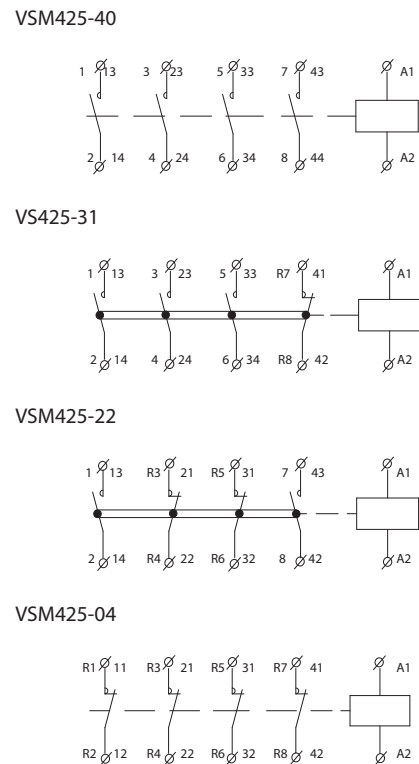 VSM425-40
1 13 3 23 5 33 7 43 A1
2 14 4 24 6 34 8 44 A2
VS425-31
1 13 3 23 5 33 R7 41 A1
2 14 4 24 6 34 R8 42 A2
VSM425-22
1 13 R3 21 R5 31 7 43 A1
2 14 R4 22 R6 32 8 42 A2
VSM425-04
R1 11 R3 21 R5 31 R7 41 A1
R2 12 R4 22 R6 32 R8 42 A2